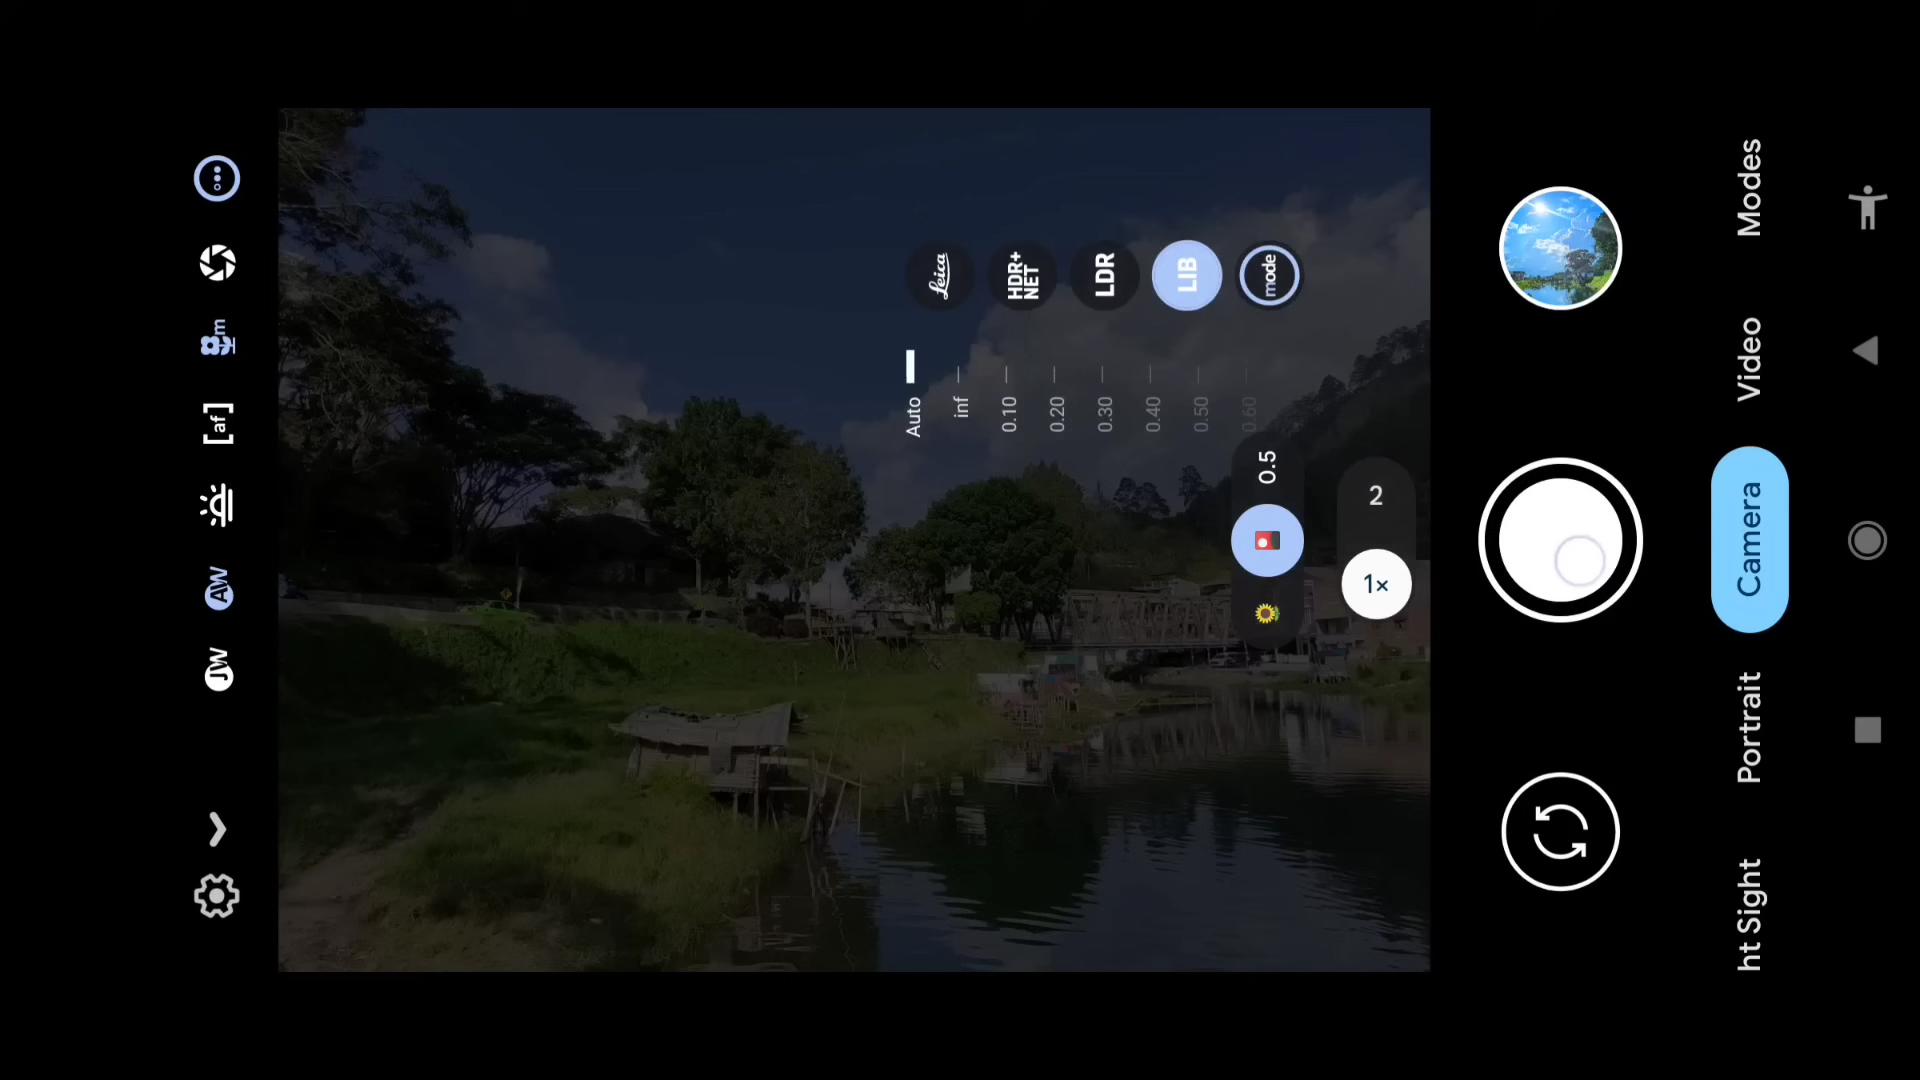 m
[af]
AW
JW
Leica
HDR+
NET
LDR
LIB
mode
Auto
inf
0.10
0.20
0.30
0.40
0.50
0.60
0.5
2
1×
Modes
Video
Camera
Portrait
ht Sight